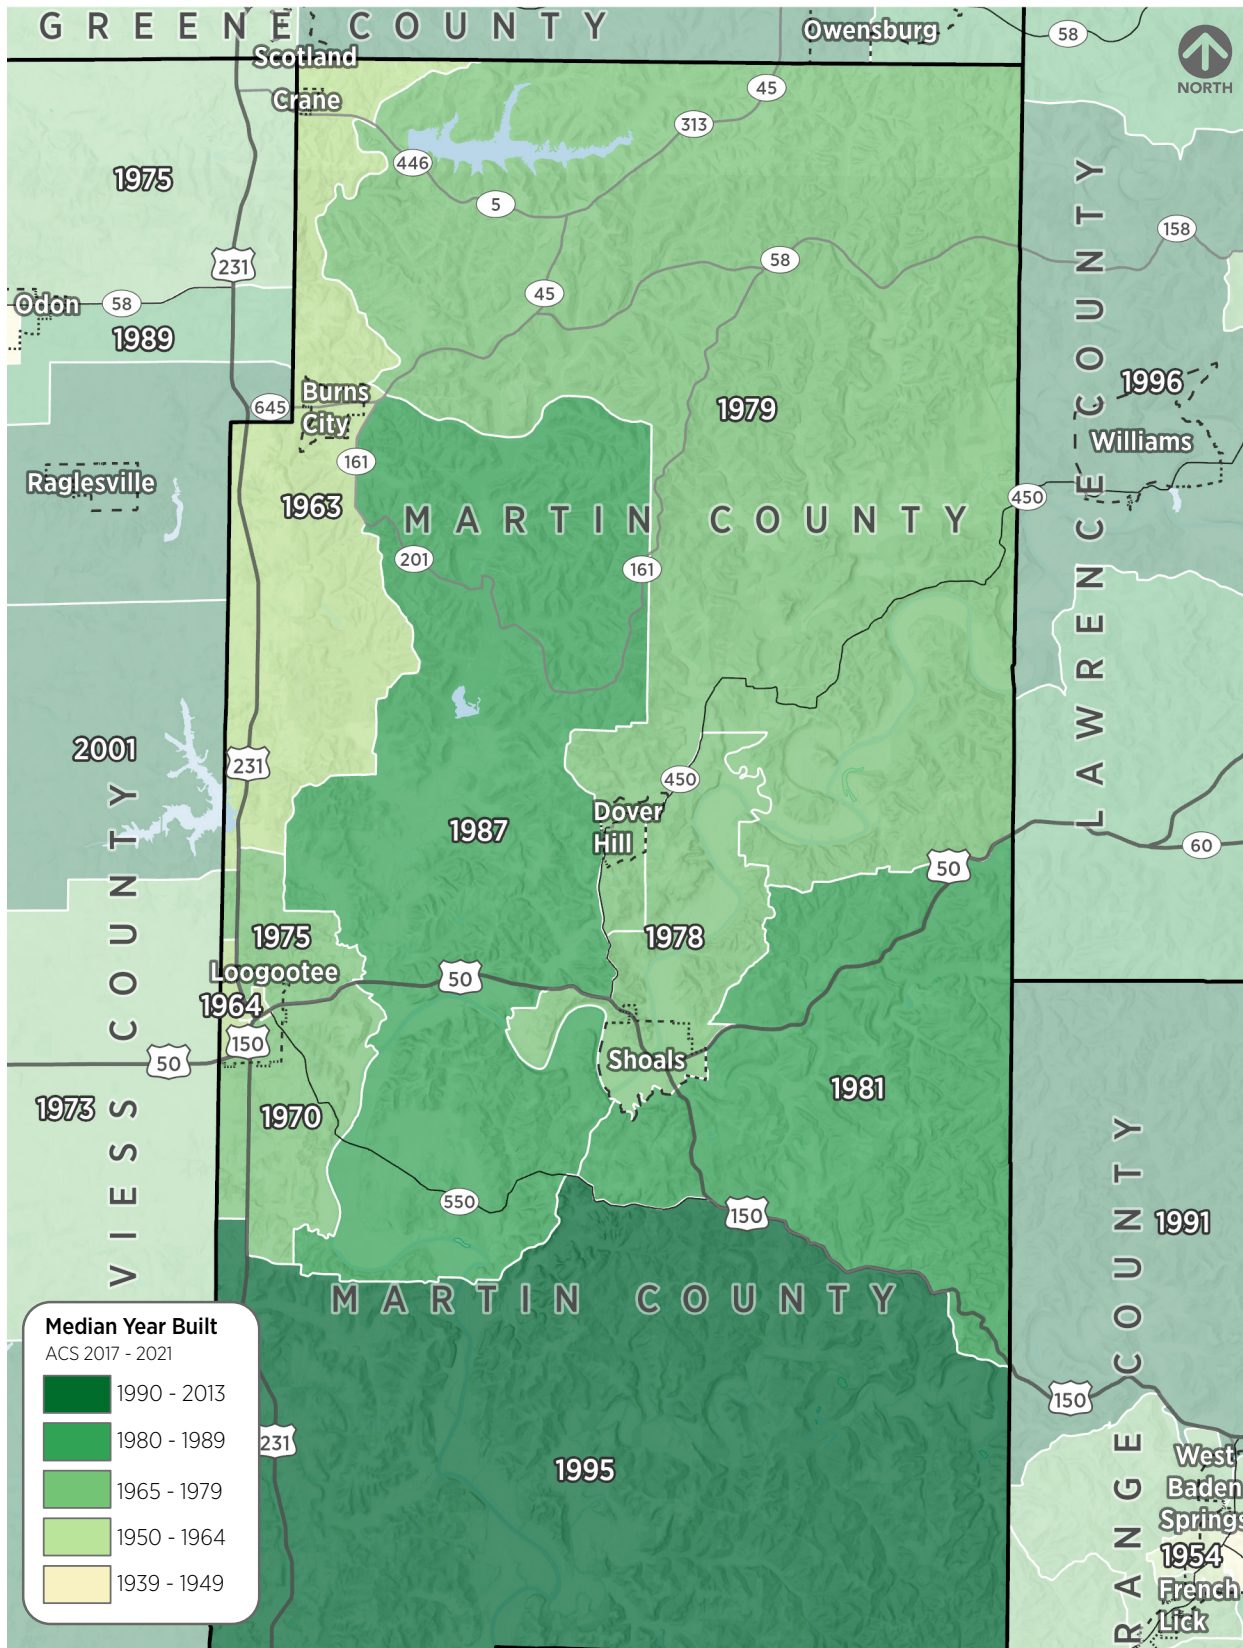 GREENE COUNTY
Owensburg
58
NORTH
Scotland
Crane
45
313
446
1975
5
158
231
58
45
Odon
58
1989
1996
Burns
City
645
1979
Williams
161
Raglesville
1963
450
MARTIN COUNTY
201
161
LAWRENCE COUNTY
2001
231
450
Dover
Hill
1987
60
50
1975
1978
Loogootee
50
1964
150
50
Shoals
1981
1973
1970
VIESS COUNTY
550
150
1991
MARTIN COUNTY
150
RANGE COUNTY
231
1995
West
Baden
Springs
1954
French
Lick
Median Year Built
ACS 2017 - 2021
1990 - 2013
1980 - 1989
1965 - 1979
1950 - 1964
1939 - 1949